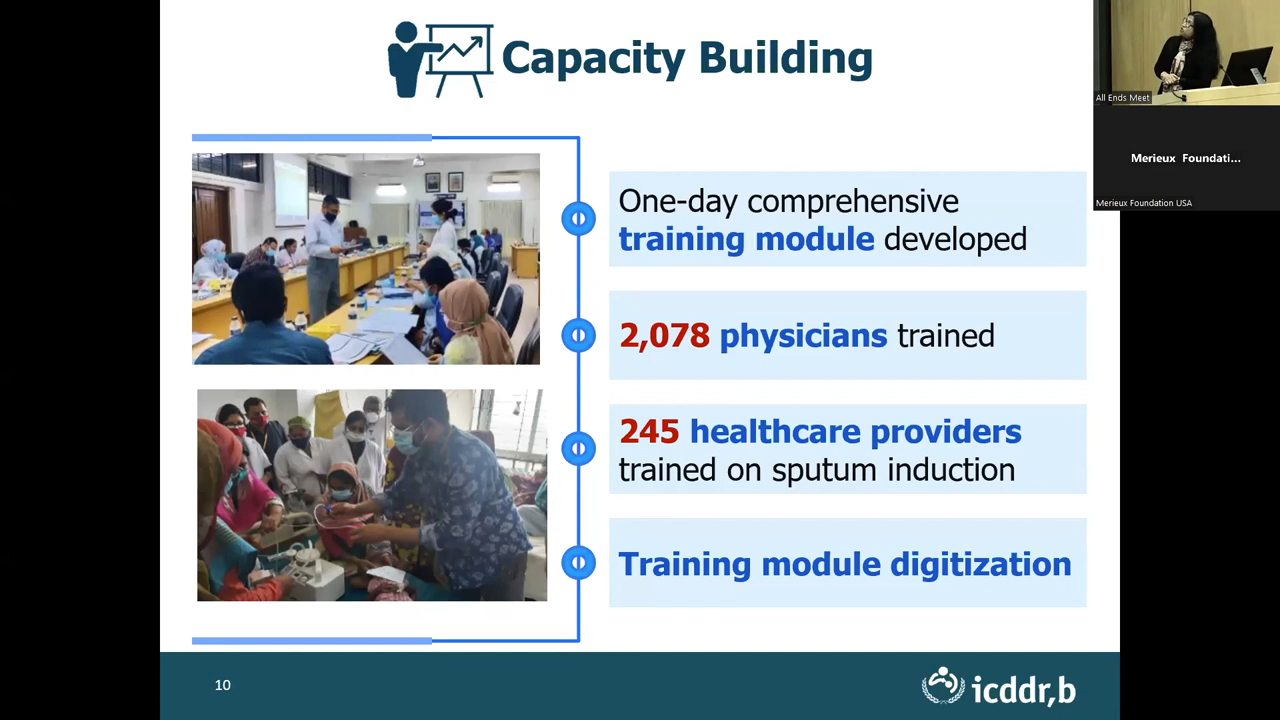 Capacity Building
One-day comprehensive
training module developed
2,078 physicians trained
245 healthcare providers
trained on sputum induction
Training module digitization
10
icddr,b
All Ends Meet
Merieux Foundati...
Merieux Foundation USA